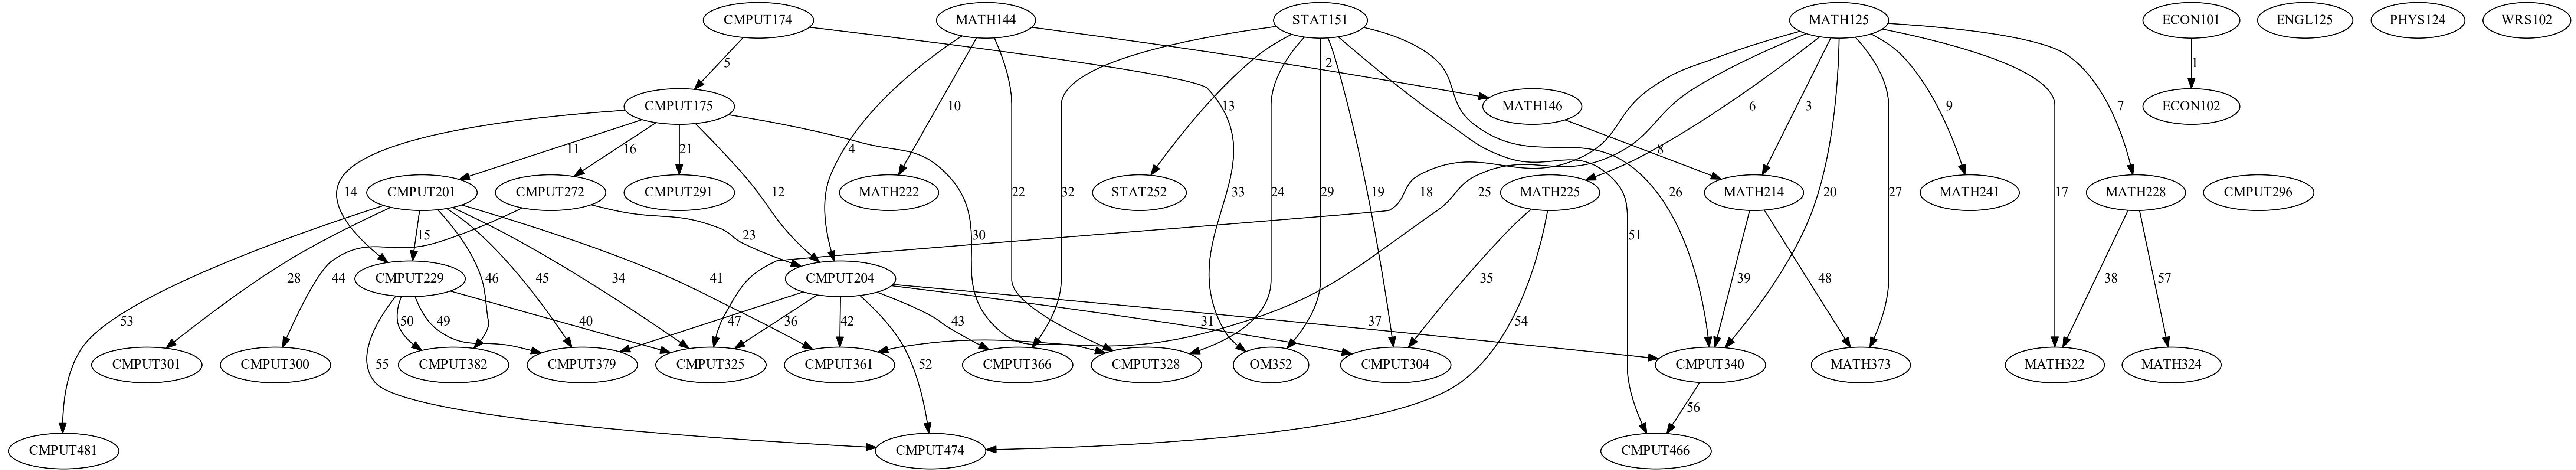 CMPUT174 MATH144 STAT151 MATH125 ECON101 ENGL125 PHYS124 WRS102
5 2 1
CMPUT175 13 MATH146 ECON102
10 6 3 9 7
11 16 21 4 8
CMPUT201 CMPUT272 CMPUT291 MATH222 STAT252 MATH225 MATH214 MATH241 MATH228 CMPUT296
14 12 22 32 33 24 29 19 18 25 26 20 27 17
15 23 30 51
CMPUT229 CMPUT204
28 44 46 45 34 41 35 39 48 38 57
53 50 49 40 47 36 42 43 31 37 54
CMPUT301 CMPUT300 CMPUT382 CMPUT379 CMPUT325 CMPUT361 CMPUT366 CMPUT328 OM352 CMPUT304 CMPUT340 MATH373 MATH322 MATH324
55 52 56
CMPUT481 CMPUT474 CMPUT466